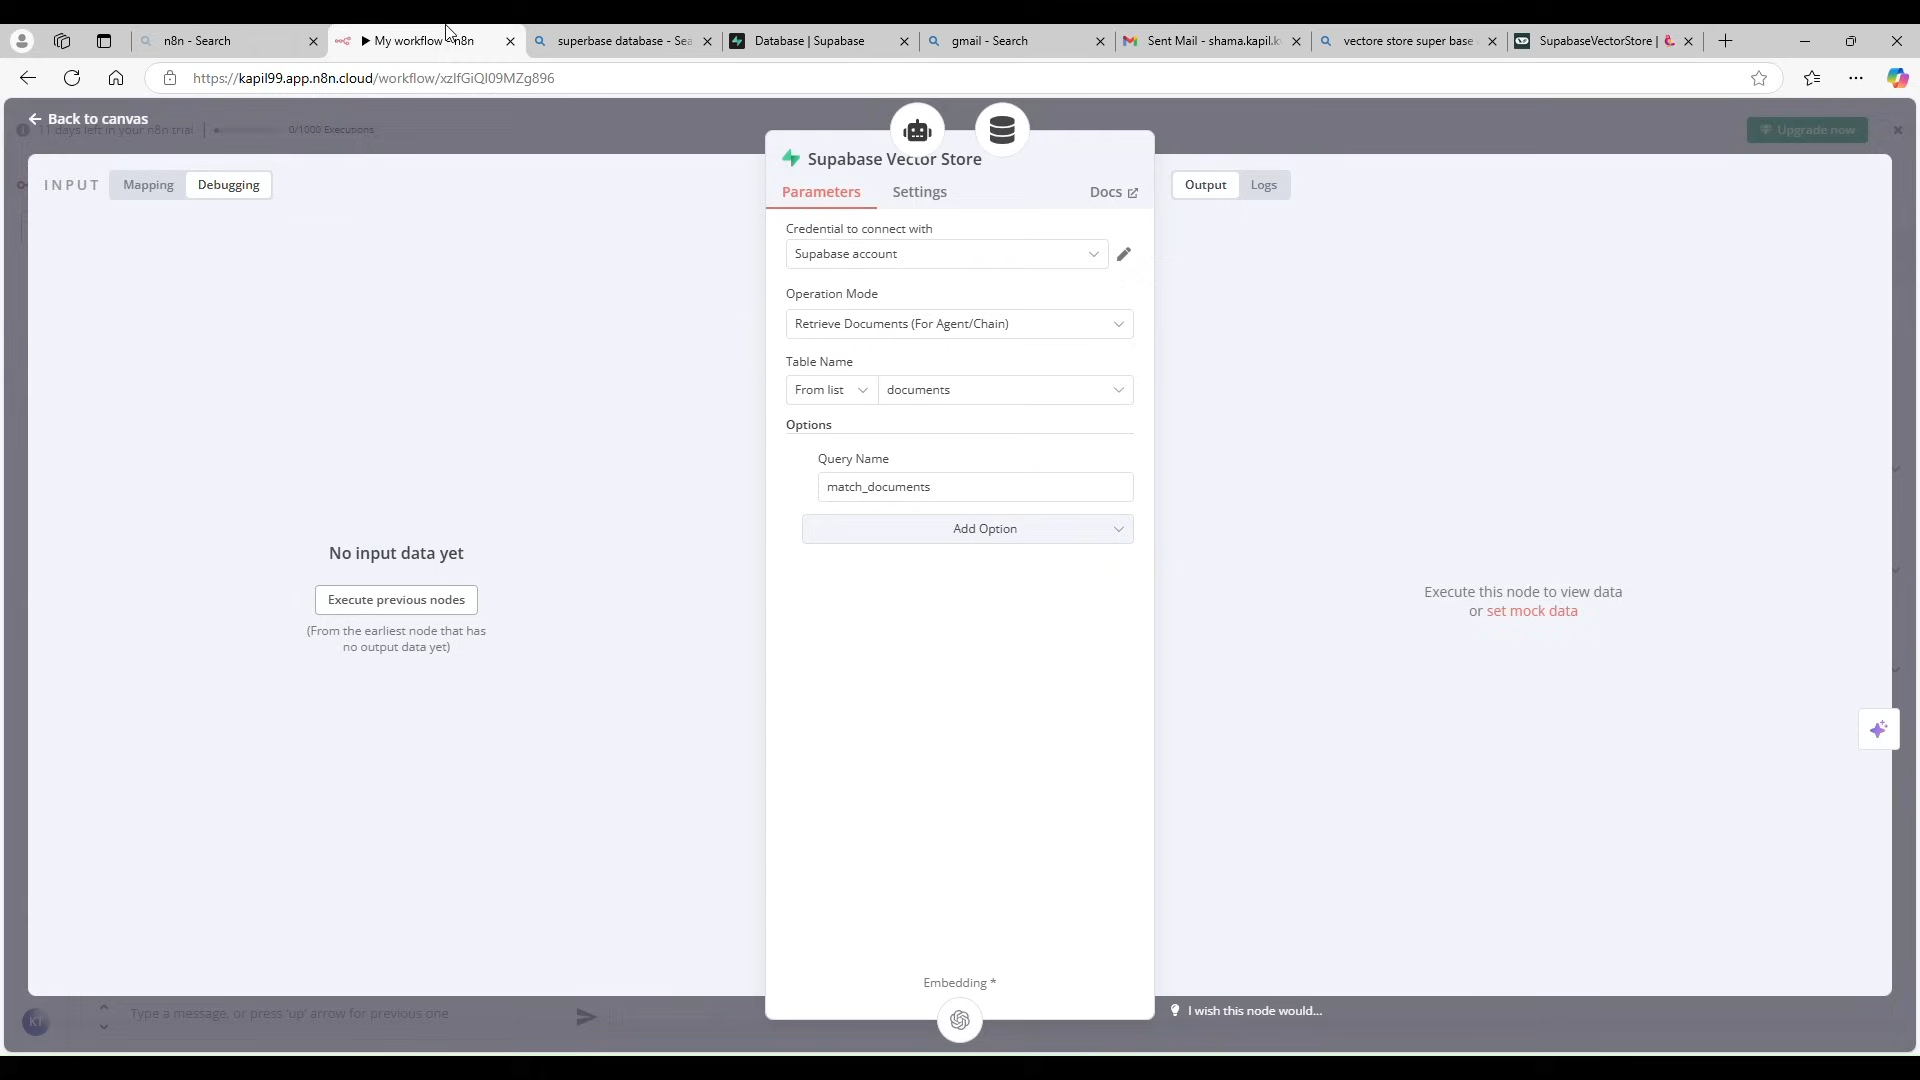 n8n - Search
▶ My workflow - n8n
superbase database - Sea
Database | Supabase
gmail - Search
Sent Mail - shama.kapil.k
vectore store super base
SupabaseVectorStore |
https://kapil99.app.n8n.cloud/workflow/xzlfGiQl09MZg896
Back to canvas
11 days left in your n8n trial
0/1000 Executions
Upgrade now
INPUT
Mapping
Debugging
Supabase Vector Store
Parameters
Settings
Docs
Output
Logs
Credential to connect with
Supabase account
Operation Mode
Retrieve Documents (For Agent/Chain)
Table Name
From list
documents
Options
Query Name
match_documents
Add Option
No input data yet
Execute previous nodes
(From the earliest node that has
no output data yet)
Execute this node to view data
or set mock data
Embedding *
I wish this node would...
KT
Type a message, or press 'up' arrow for previous one